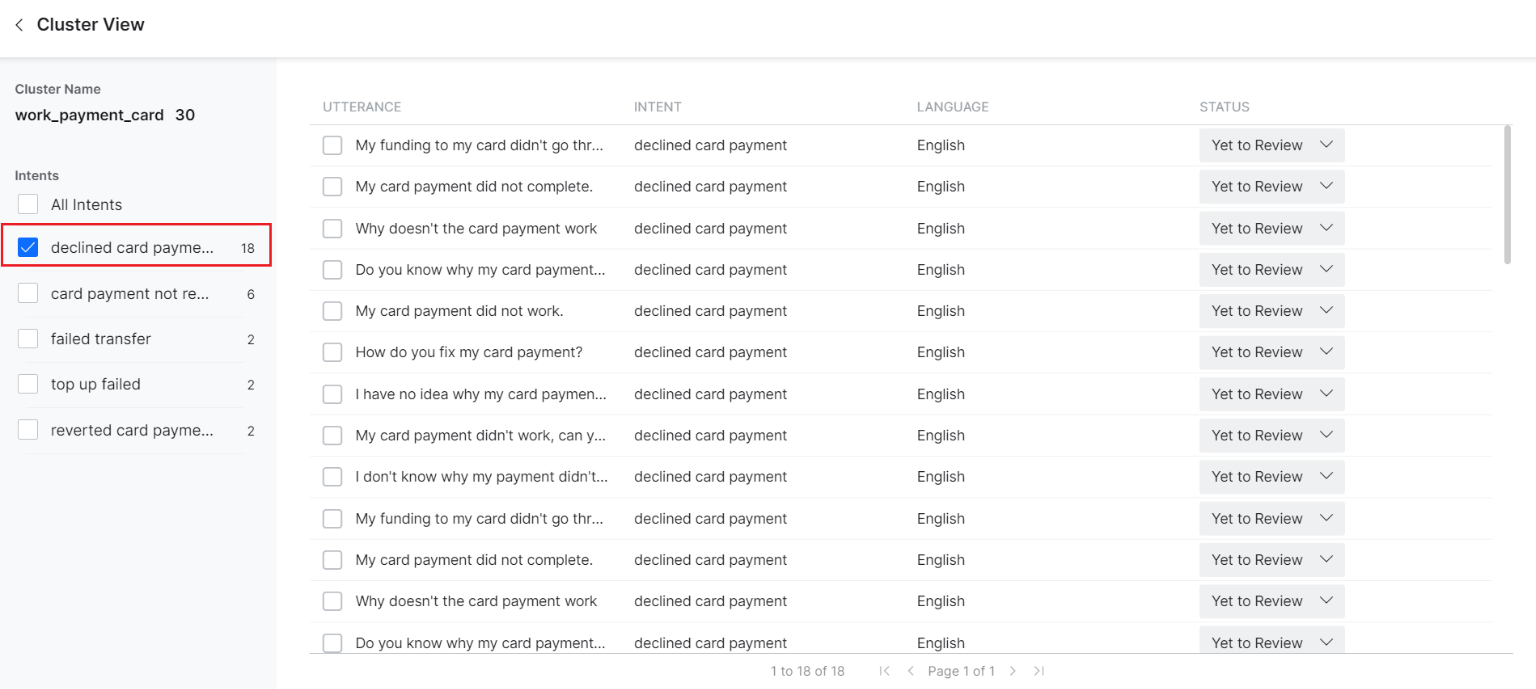 Cluster View
Cluster Name
work_payment_card 30
Intents
All Intents
declined card payme... 18
card payment not re... 6
failed transfer 2
top up failed 2
reverted card payme... 2
UTTERANCE INTENT LANGUAGE STATUS
My funding to my card didn't go thr... declined card payment English Yet to Review
My card payment did not complete. declined card payment English Yet to Review
Why doesn't the card payment work declined card payment English Yet to Review
Do you know why my card payment... declined card payment English Yet to Review
My card payment did not work. declined card payment English Yet to Review
How do you fix my card payment? declined card payment English Yet to Review
I have no idea why my card paymen... declined card payment English Yet to Review
My card payment didn't work, can y... declined card payment English Yet to Review
I don't know why my payment didn't... declined card payment English Yet to Review
My funding to my card didn't go thr... declined card payment English Yet to Review
My card payment did not complete. declined card payment English Yet to Review
Why doesn't the card payment work declined card payment English Yet to Review
Do you know why my card payment... declined card payment English Yet to Review
1 to 18 of 18 Page 1 of 1